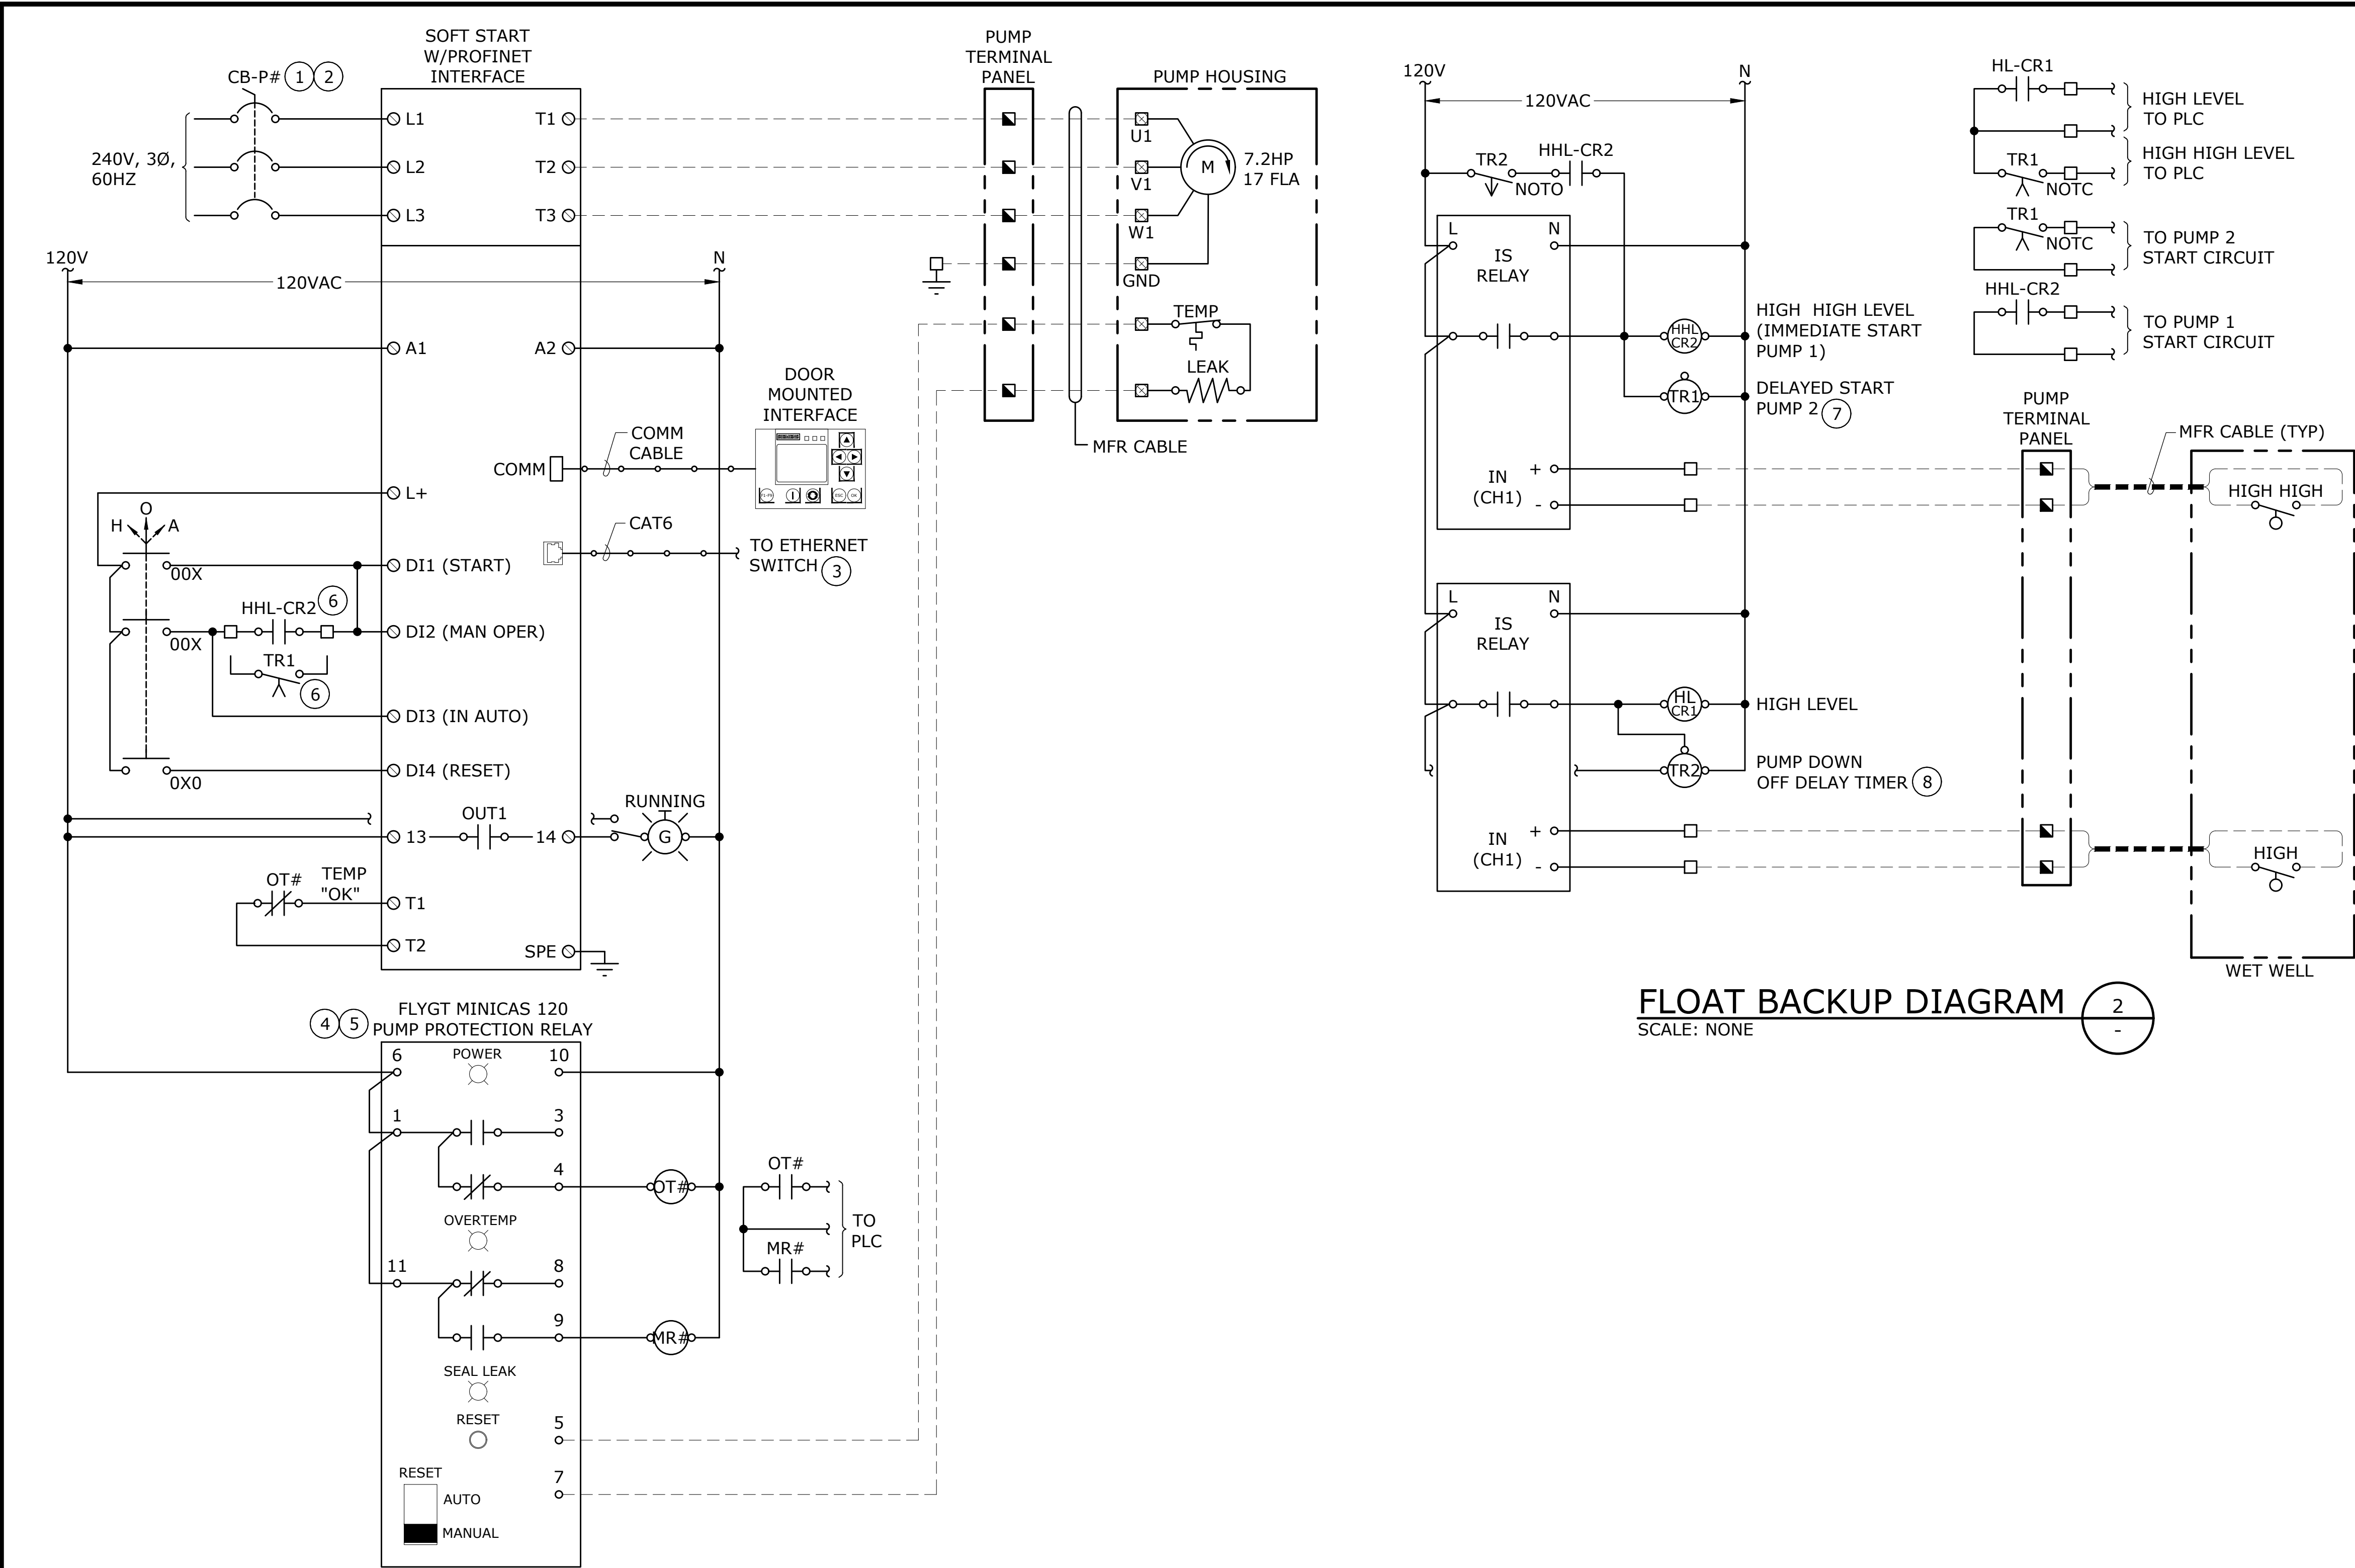 SOFT START
W/PROFINET
INTERFACE
CB-P# 1 2
240V, 3Ø,
60HZ
L1
L2
L3
T1
T2
T3
120V
N
120VAC
A1
A2
COMM
COMM
CABLE
DOOR
MOUNTED
INTERFACE
F1-F9
ESC
OK
L+
H
O
A
CAT6
TO ETHERNET
SWITCH 3
00X
DI1 (START)
HHL-CR2 6
00X
DI2 (MAN OPER)
TR1
6
DI3 (IN AUTO)
0X0
DI4 (RESET)
13
OUT1
14
RUNNING
G
OT#
TEMP
"OK"
T1
T2
SPE
4 5
FLYGT MINICAS 120
PUMP PROTECTION RELAY
6
POWER
10
1
3
4
OT#
OVERTEMP
11
8
9
MR#
SEAL LEAK
RESET
5
7
RESET
AUTO
MANUAL
OT#
MR#
TO
PLC
PUMP
TERMINAL
PANEL
PUMP HOUSING
U1
V1
W1
GND
M
7.2HP
17 FLA
TEMP
LEAK
MFR CABLE
120V
N
120VAC
TR2
NOTO
HHL-CR2
L
N
IS
RELAY
HHL
CR2
HIGH HIGH LEVEL
(IMMEDIATE START
PUMP 1)
TR1
DELAYED START
PUMP 2 7
IN
(CH1)
+
-
L
N
IS
RELAY
HL
CR1
HIGH LEVEL
TR2
PUMP DOWN
OFF DELAY TIMER 8
IN
(CH1)
+
-
HL-CR1
HIGH LEVEL
TO PLC
TR1
NOTC
HIGH HIGH LEVEL
TO PLC
TR1
NOTC
TO PUMP 2
START CIRCUIT
HHL-CR2
TO PUMP 1
START CIRCUIT
PUMP
TERMINAL
PANEL
MFR CABLE (TYP)
HIGH HIGH
HIGH
WET WELL
FLOAT BACKUP DIAGRAM
SCALE: NONE
2
-